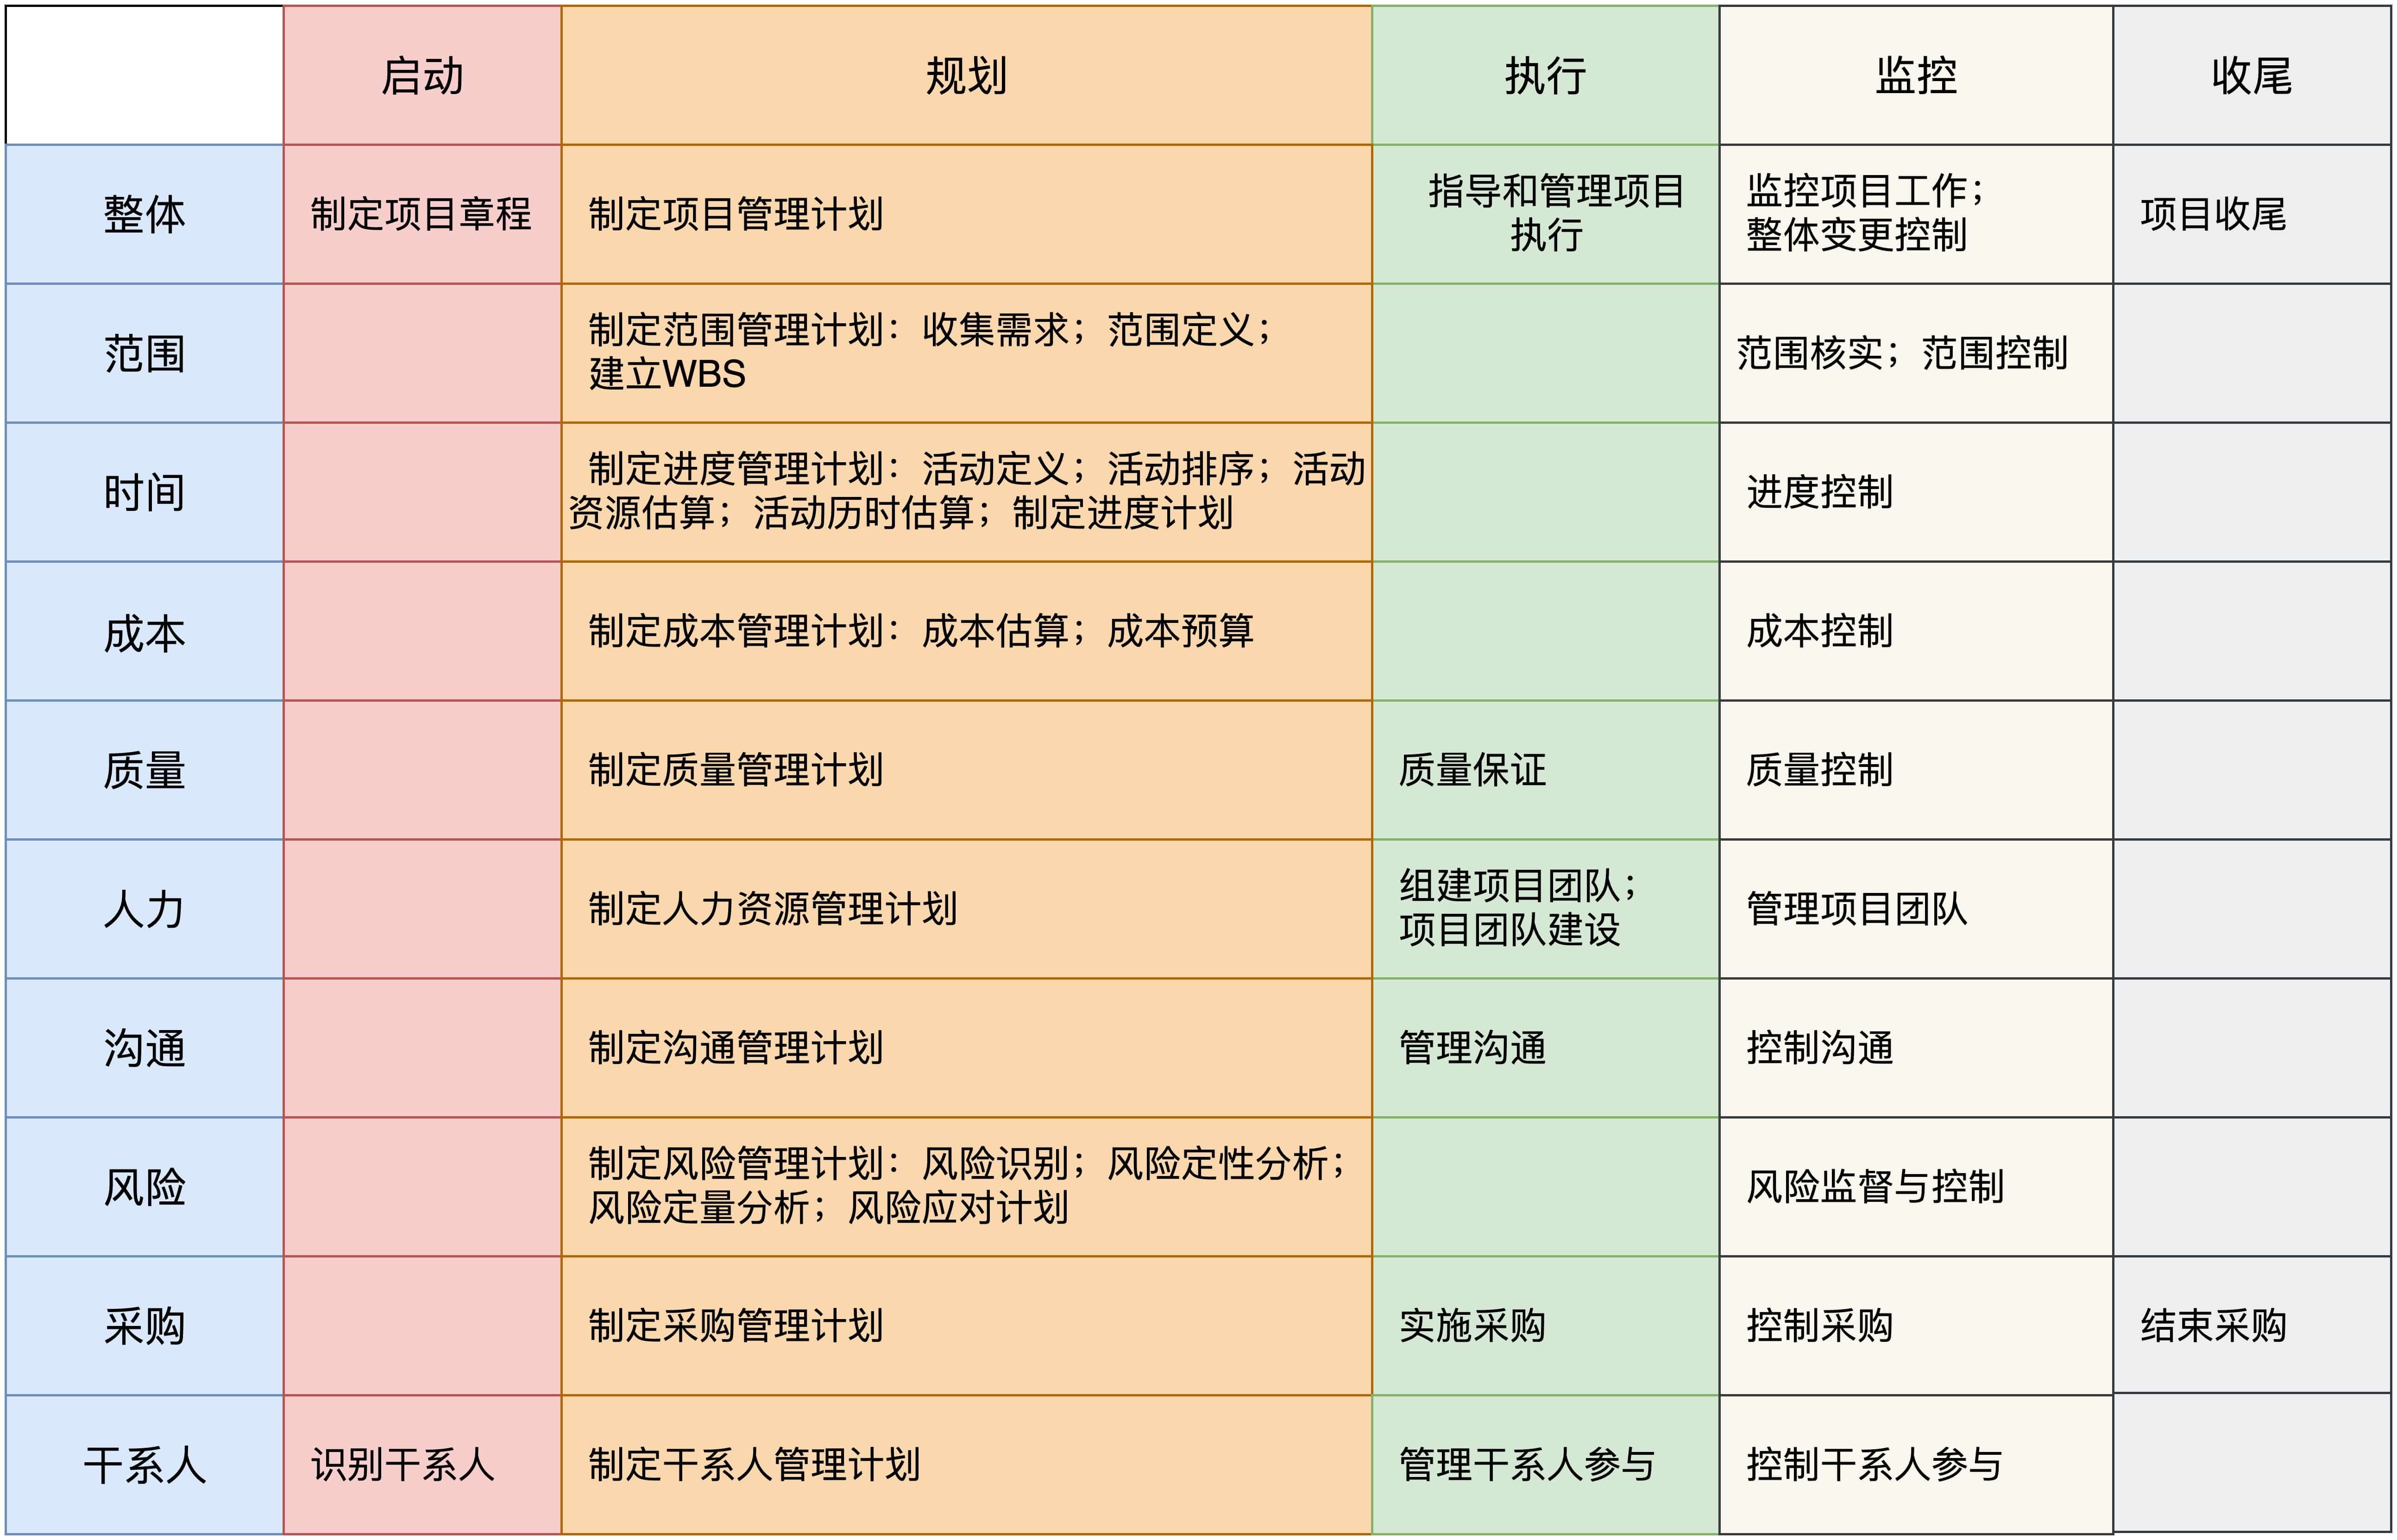 启动
规划
执行
监控
收尾
整体
制定项目章程
制定项目管理计划
指导和管理项目
执行
监控项目工作；
整体变更控制
项目收尾
范围
制定范围管理计划：收集需求；范围定义；
建立WBS
范围核实；范围控制
时间
制定进度管理计划：活动定义；活动排序；活动
资源估算；活动历时估算；制定进度计划
进度控制
成本
制定成本管理计划：成本估算；成本预算
成本控制
质量
制定质量管理计划
质量保证
质量控制
人力
制定人力资源管理计划
组建项目团队；
项目团队建设
管理项目团队
沟通
制定沟通管理计划
管理沟通
控制沟通
风险
制定风险管理计划：风险识别；风险定性分析；
风险定量分析；风险应对计划
风险监督与控制
采购
制定采购管理计划
实施采购
控制采购
结束采购
干系人
识别干系人
制定干系人管理计划
管理干系人参与
控制干系人参与